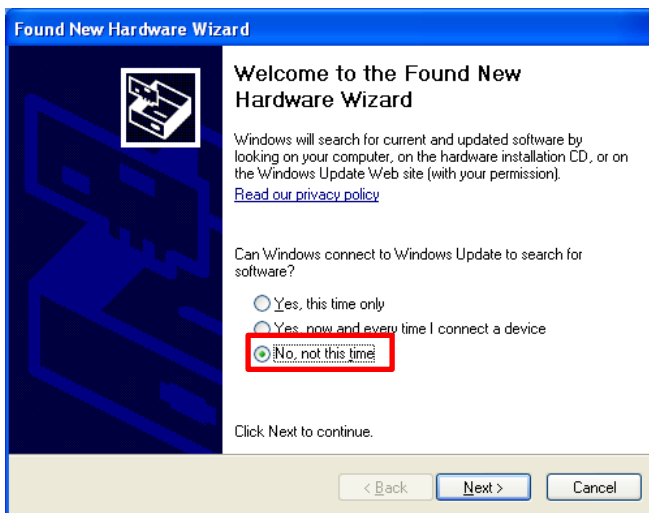 Found New Hardware Wizard
Welcome to the Found New
Hardware Wizard
Windows will search for current and updated software by
looking on your computer, on the hardware installation CD, or on
the Windows Update Web site (with your permission).
Read our privacy policy
Can Windows connect to Windows Update to search for
software?
Yes, this time only
Yes, now and every time I connect a device
No, not this time
Click Next to continue.
< Back
Next >
Cancel